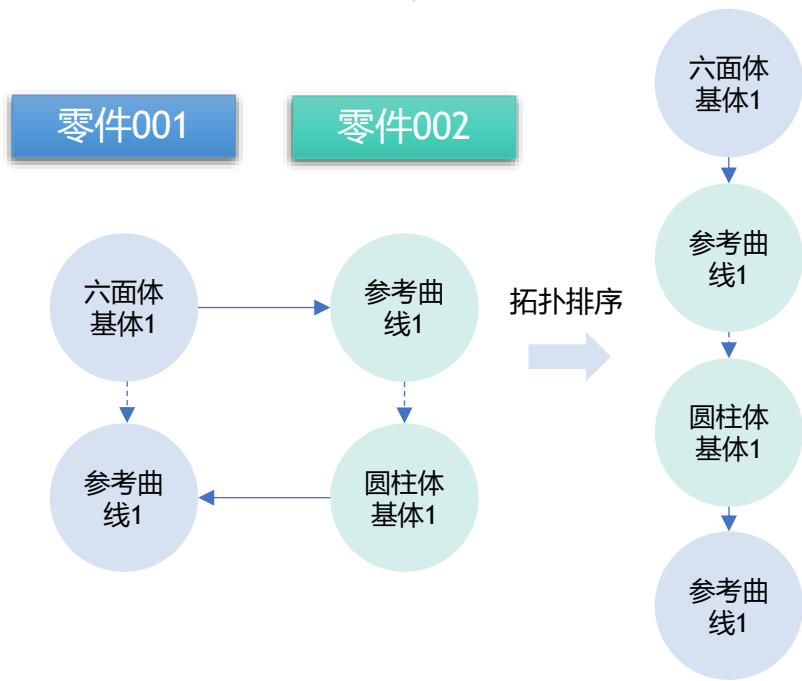 零件001
零件002
六面体
基体1
参考曲
线1
参考曲
线1
圆柱体
基体1
拓扑排序
六面体
基体1
参考曲
线1
圆柱体
基体1
参考曲
线1